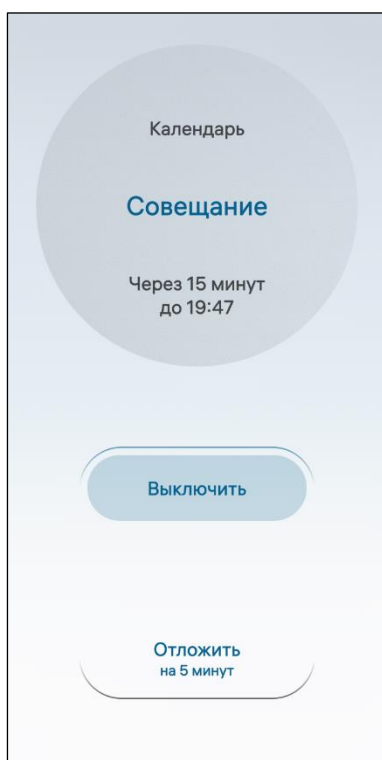 Календарь
Совещание
Через 15 минут
до 19:47
Выключить
Отложить
на 5 минут